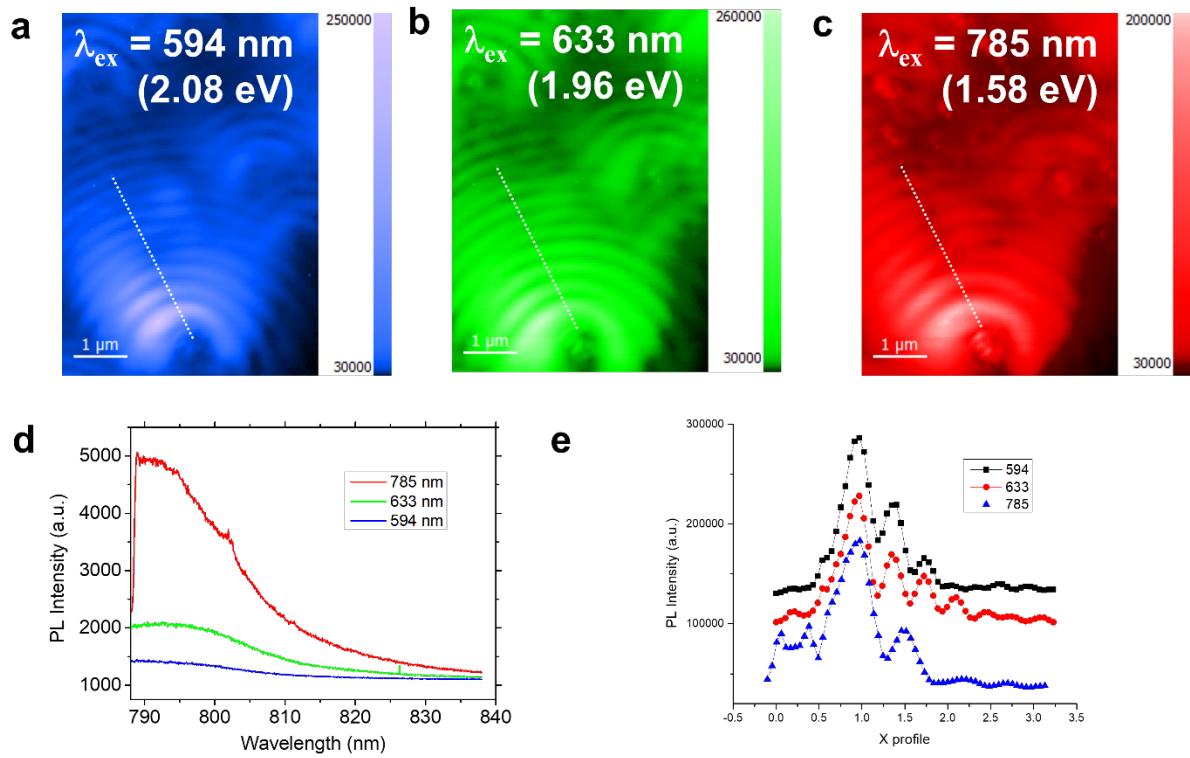 a
λex = 594 nm
(2.08 eV)
250000
30000
1 μm
b
λex = 633 nm
(1.96 eV)
260000
30000
1 μm
c
λex = 785 nm
(1.58 eV)
200000
30000
1 μm
d
PL Intensity (a.u.)
5000
4000
3000
2000
1000
785 nm
633 nm
594 nm
790 800 810 820 830 840
Wavelength (nm)
e
PL Intensity (a.u.)
300000
200000
100000
594
633
785
-0.5 0.0 0.5 1.0 1.5 2.0 2.5 3.0 3.5
X profile